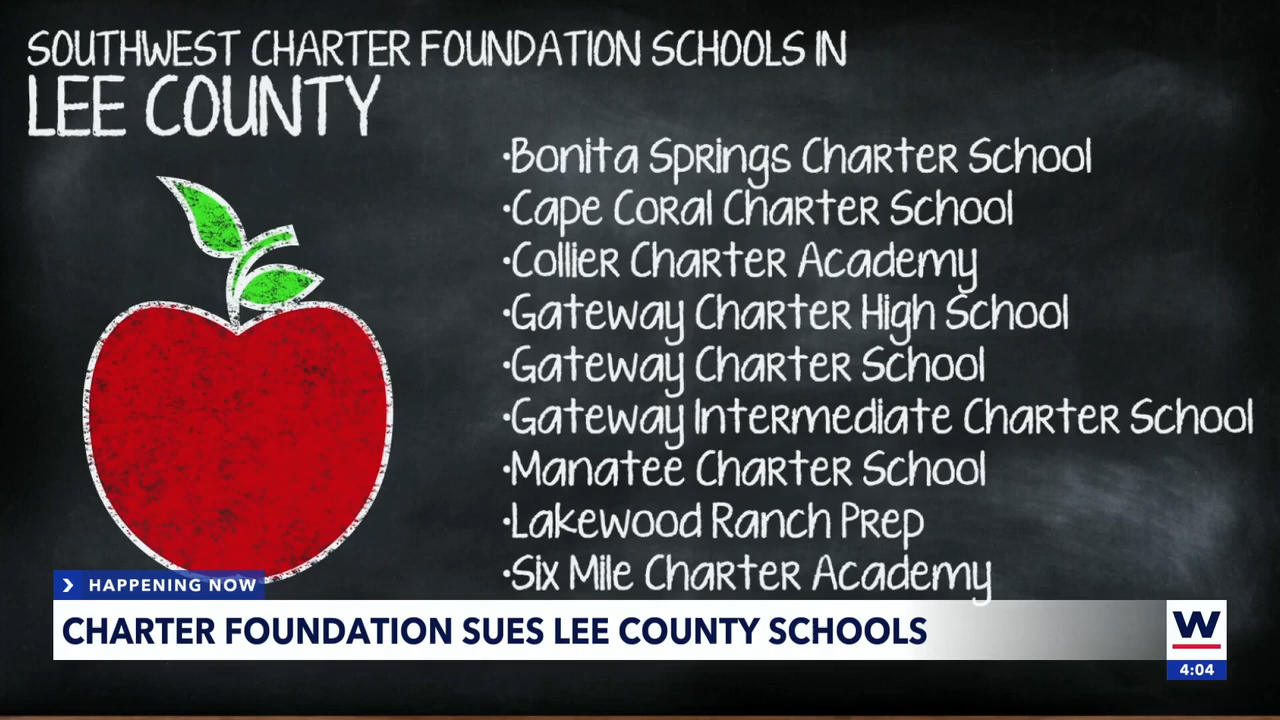 SOUTHWEST CHARTER FOUNDATION SCHOOLS IN
LEE COUNTY
•Bonita Springs Charter School
•Cape Coral Charter School
•Collier Charter Academy
•Gateway Charter High School
•Gateway Charter School
•Gateway Intermediate Charter School
•Manatee Charter School
•Lakewood Ranch Prep
•Six Mile Charter Academy
HAPPENING NOW
CHARTER FOUNDATION SUES LEE COUNTY SCHOOLS
W
4:04